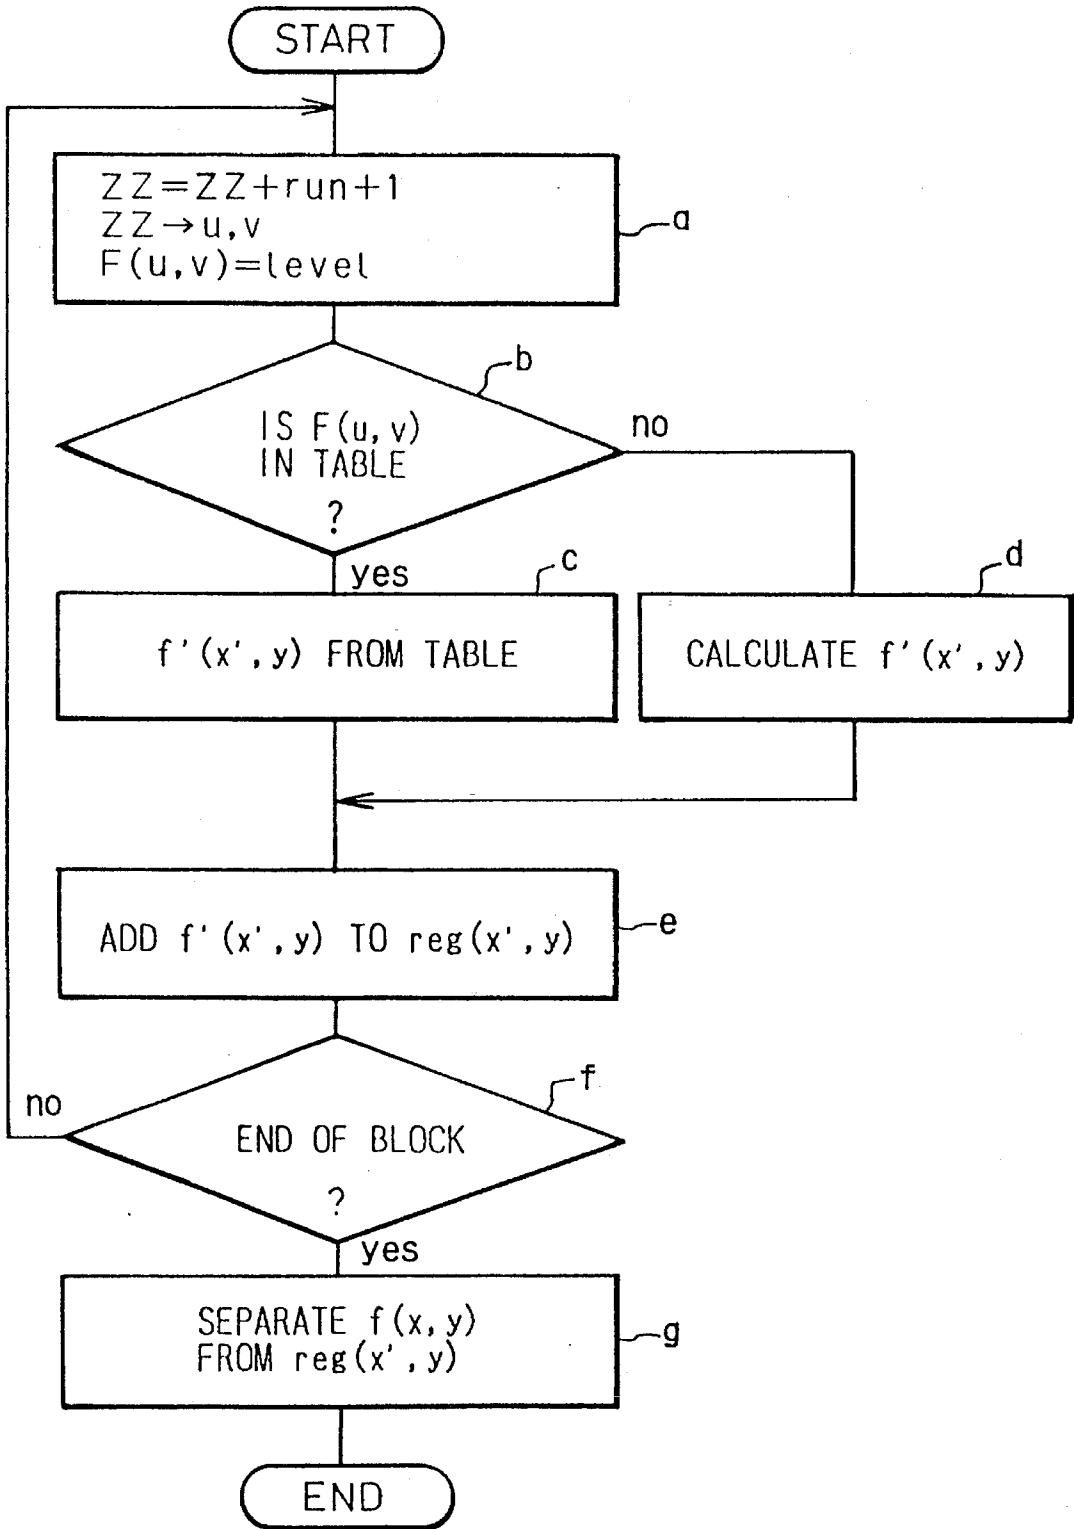 START
ZZ=ZZ+run+1
ZZ→u,v
F(u,v)=level
a
b
IS F(u,v)
IN TABLE
?
no
yes
c
d
f'(x',y) FROM TABLE
CALCULATE f'(x',y)
ADD f'(x',y) TO reg(x',y)
e
f
no
END OF BLOCK
?
yes
SEPARATE f(x,y)
FROM reg(x',y)
g
END